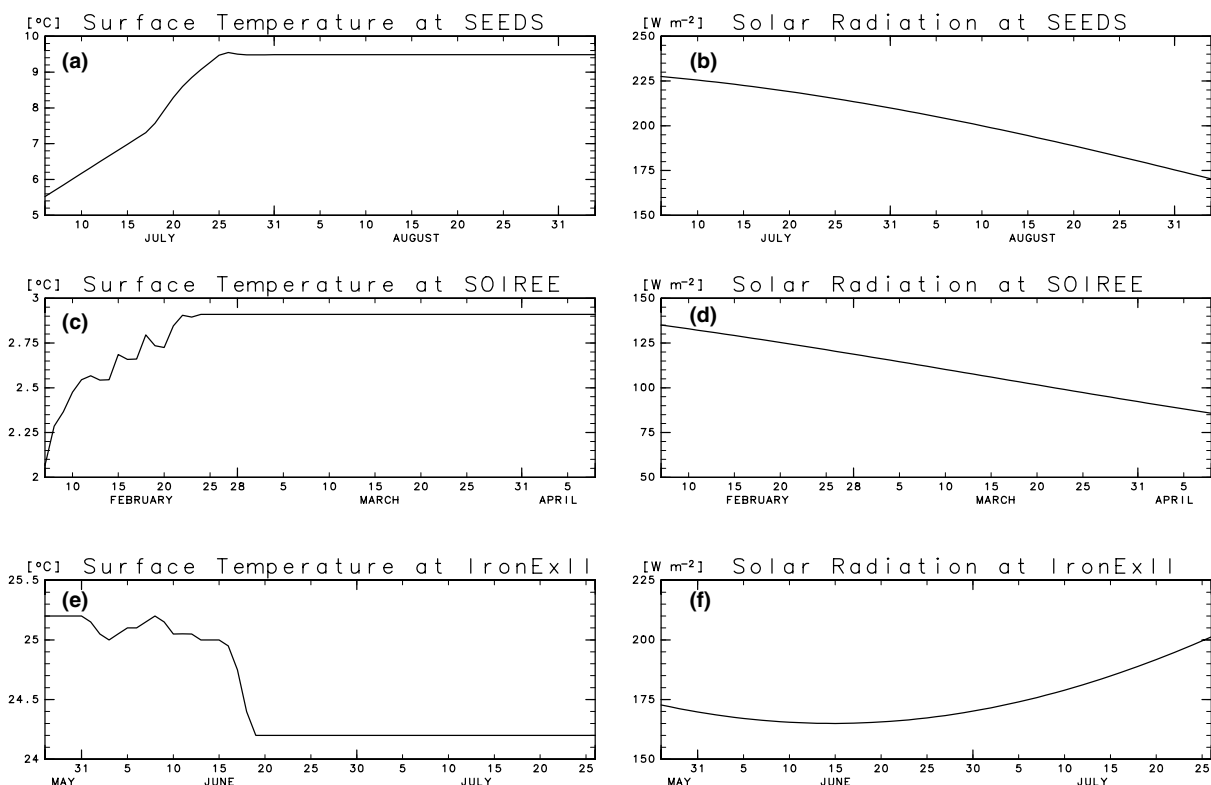 [°C] Surface Temperature at SEEDS
(a)
10
9
8
7
6
5
10 15 20 25 31 5 10 15 20 25 31
JULY AUGUST
[W m-2] Solar Radiation at SEEDS
(b)
250
225
200
175
150
10 15 20 25 31 5 10 15 20 25 31
JULY AUGUST
[°C] Surface Temperature at SOIREE
(c)
3
2.75
2.5
2.25
2
10 15 20 25 28 5 10 15 20 25 31 5
FEBRUARY MARCH APRIL
[W m-2] Solar Radiation at SOIREE
(d)
150
125
100
75
50
10 15 20 25 28 5 10 15 20 25 31 5
FEBRUARY MARCH APRIL
[°C] Surface Temperature at IronExII
(e)
25.5
25
24.5
24
31 5 10 15 20 25 30 5 10 15 20 25
MAY JUNE JULY
[W m-2] Solar Radiation at IronExII
(f)
225
200
175
150
31 5 10 15 20 25 30 5 10 15 20 25
MAY JUNE JULY